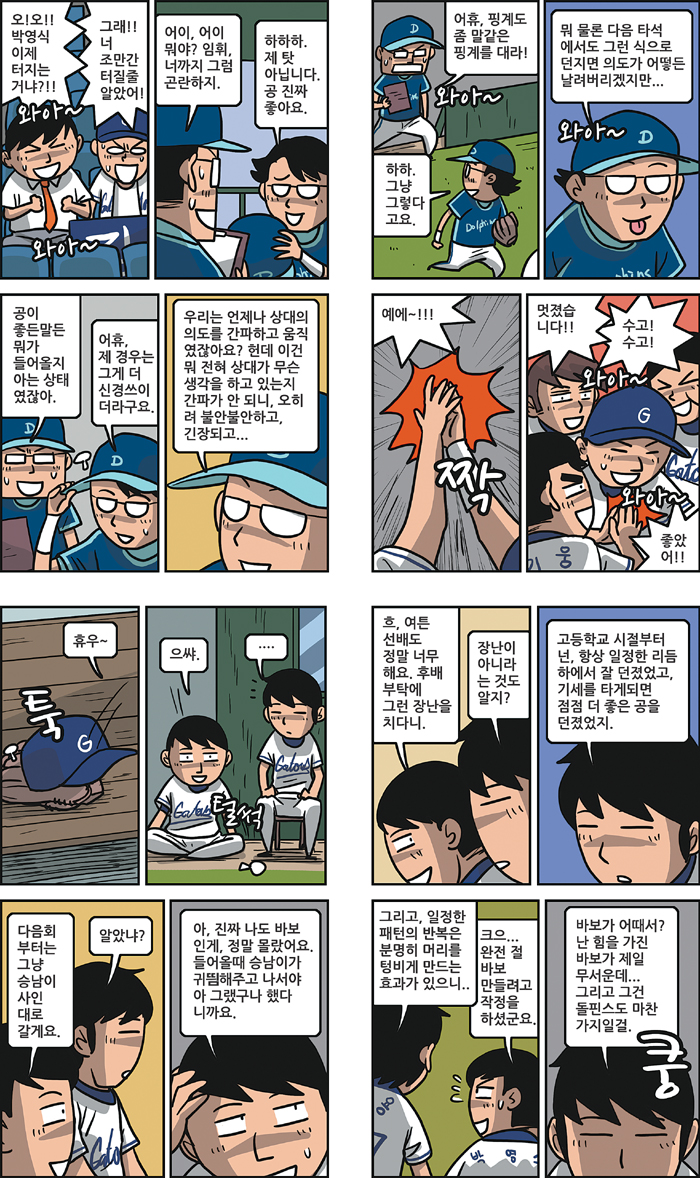 오! 오!!
박영식
이제
터지는
거냐?!!
그래!!
너
조만간
터질줄
알았어!
와아~
와아~
Gators
어이, 어이
뭐야? 임휘,
너까지 그럼
곤란하지.
하하하.
제 탓
아닙니다.
공 진짜
좋아요.
D
공이
좋든말든
뭐가
들어올지
아는 상태
였잖아.
어휴,
제 경우는
그게 더
신경쓰이
더라구요.
D
D
우리는 언제나 상대의
의도를 간파하고 움직
였잖아요? 헌데 이건
뭐 전혀 상대가 무슨
생각을 하고 있는지
간파가 안 되니, 오히
려 불안불안하고,
긴장되고...
어휴, 핑계도
좀 말같은
핑계를 대라!
D
와아~
하하.
그냥
그렇다
고요.
Dolphins
뭐 물론 다음 타석
에서도 그런 식으로
던지면 의도가 어떻든
날려버리겠지만...
와아~
D
예에~!!!
짝
멋졌습
니다!!
수고!
수고!
와아~
G
Gators
와아~
좋았
어!!
웅
휴우~
툭
G
으쌰.
....
Gators
Gators
털썩
다음회
부터는
그냥
승남이
사인
대로
갈게요.
알았냐?
Gators
아, 진짜 나도 바보
인게, 정말 몰랐어요.
들어올때 승남이가
귀띔해주고 나서야
아 그랬구나 했다
니까요.
흐, 여튼
선배도
정말 너무
해요. 후배
부탁에
그런 장난을
치다니.
장난이
아니라
는 것도
알지?
고등학교 시절부터
넌, 항상 일정한 리듬
하에서 잘 던졌었고,
기세를 타게되면
점점 더 좋은 공을
던졌었지.
그리고, 일정한
패턴의 반복은
분명히 머리를
텅비게 만드는
효과가 있으니..
크으...
완전 절
바보
만들려고
작정을
하셨군요.
박영
바보가 어때서?
난 힘을 가진
바보가 제일
무서운데...
그리고 그건
돌핀스도 마찬
가지일걸.
쿵